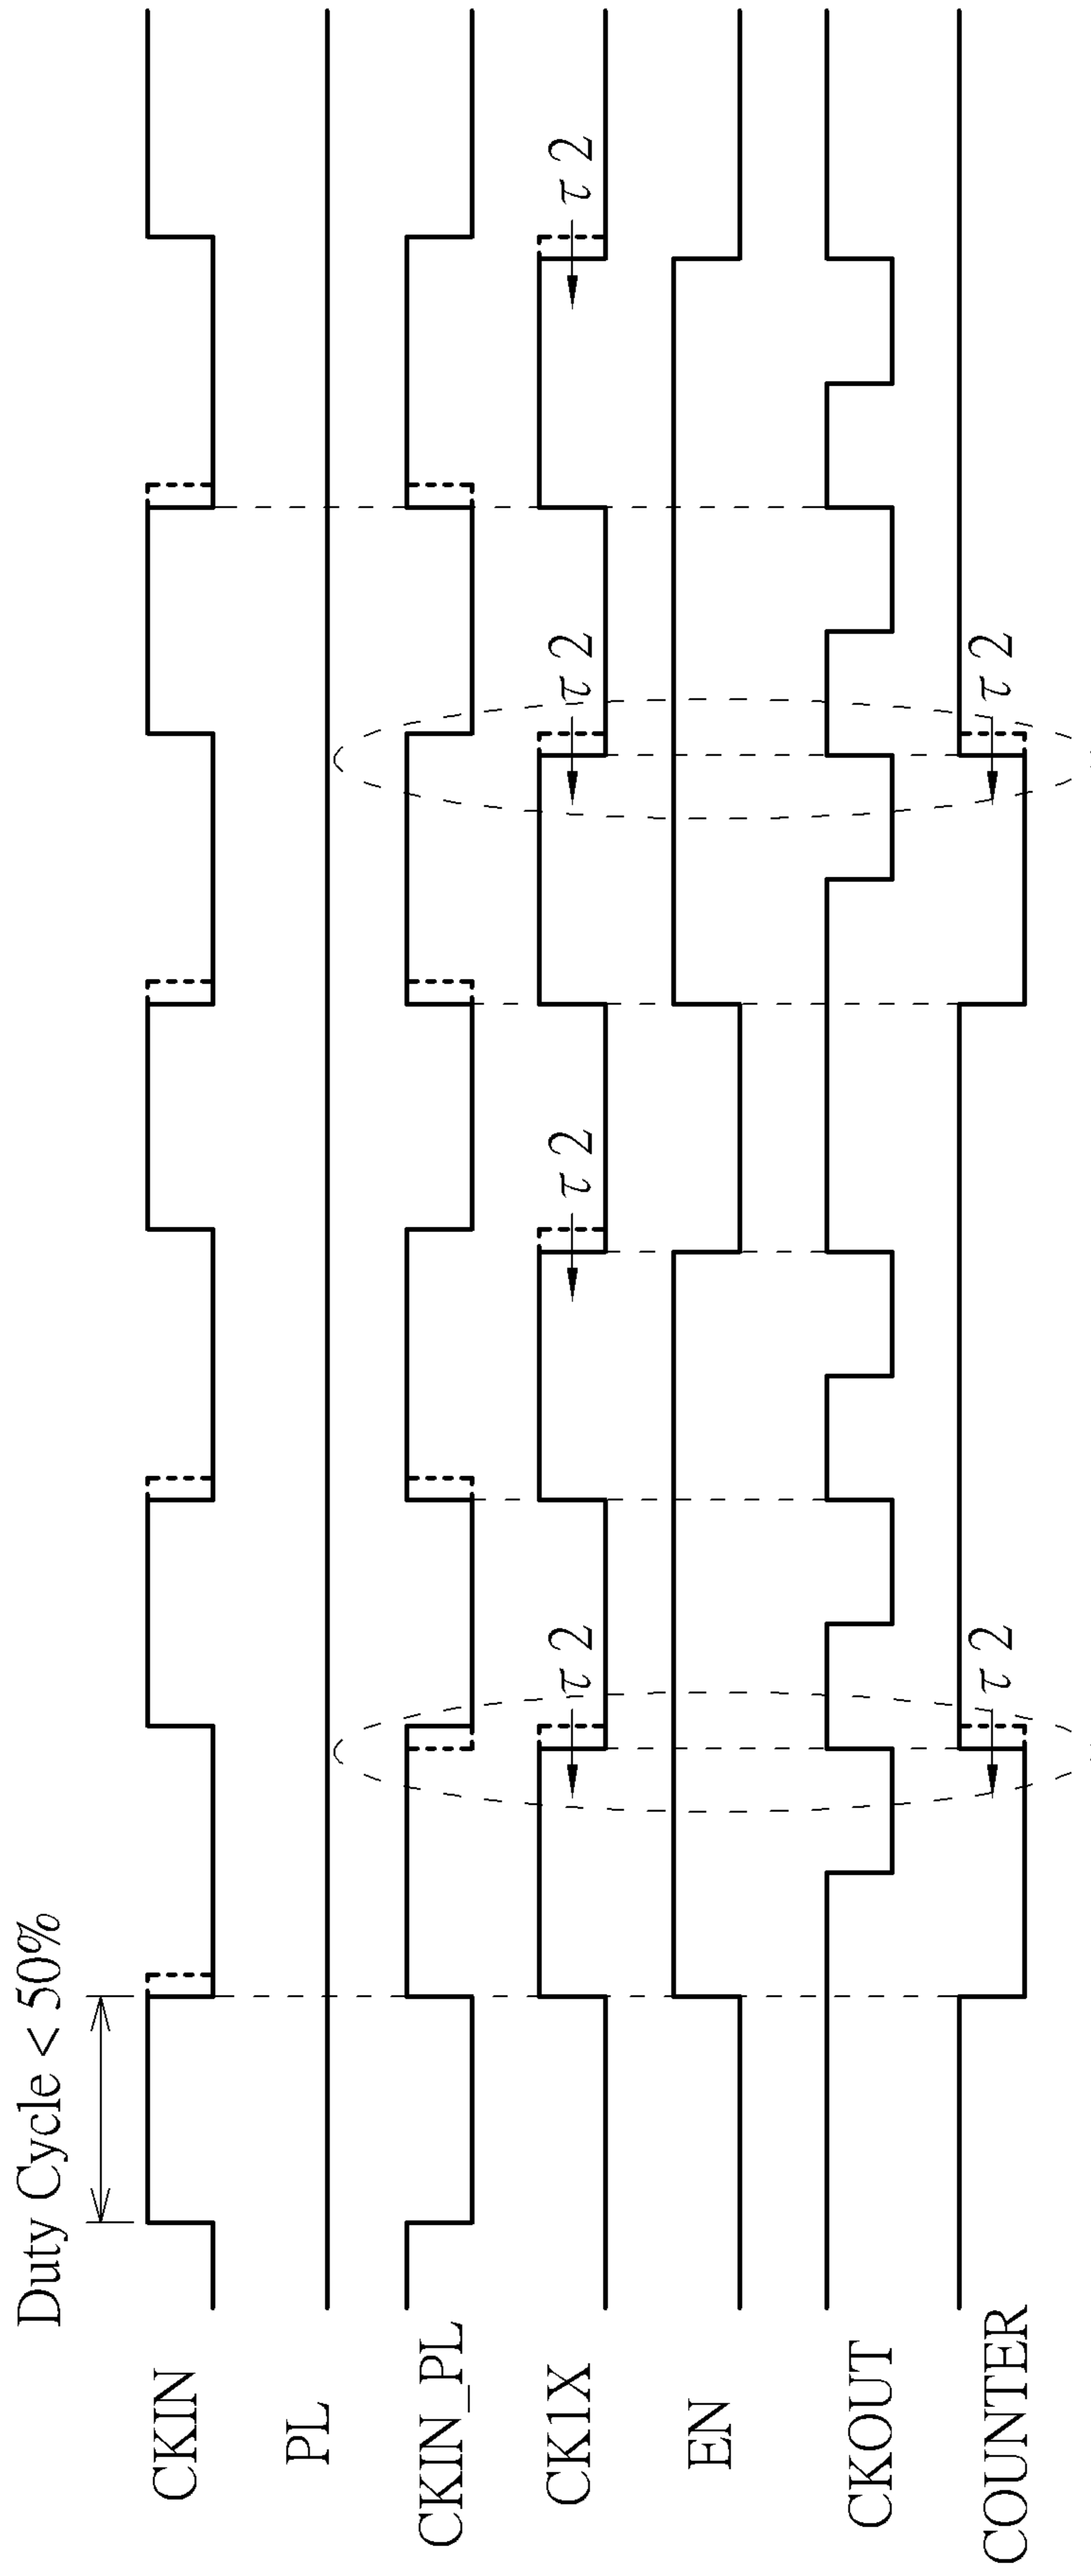 Duty Cycle < 50%
CKIN
PL
CKIN_PL
CK1X
τ 2
τ 2
τ 2
τ 2
EN
CKOUT
COUNTER
τ 2
τ 2